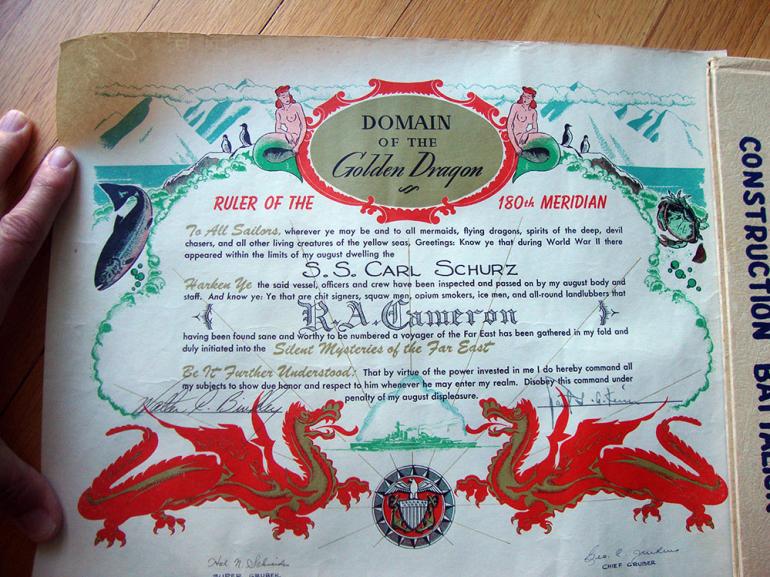 DOMAIN
OF THE
Golden Dragon
RULER OF THE 180th MERIDIAN
To All Sailors, wherever ye may be and to all mermaids, flying dragons, spirits of the deep, devil
chasers, and all other living creatures of the yellow seas, Greetings: Know ye that during World War II there
appeared within the limits of my august dwelling the
S.S. CARL SCHURZ
Harken Ye the said vessel, officers and crew have been inspected and passed on by my august body and
staff. And know ye: Ye that are chit signers, squaw men, opium smokers, ice men, and all-round landlubbers that
R.A. Cameron
having been found sane and worthy to be numbered a voyager of the Far East has been gathered in my fold and
duly initiated into the Silent Mysteries of the Far East
Be It Further Understood: That by virtue of the power invested in me I do hereby command all
my subjects to show due honor and respect to him whenever he may enter my realm. Disobey this command under
penalty of my august displeasure.
CHIEF GRUBER
CONSTRUCTION BATTALION